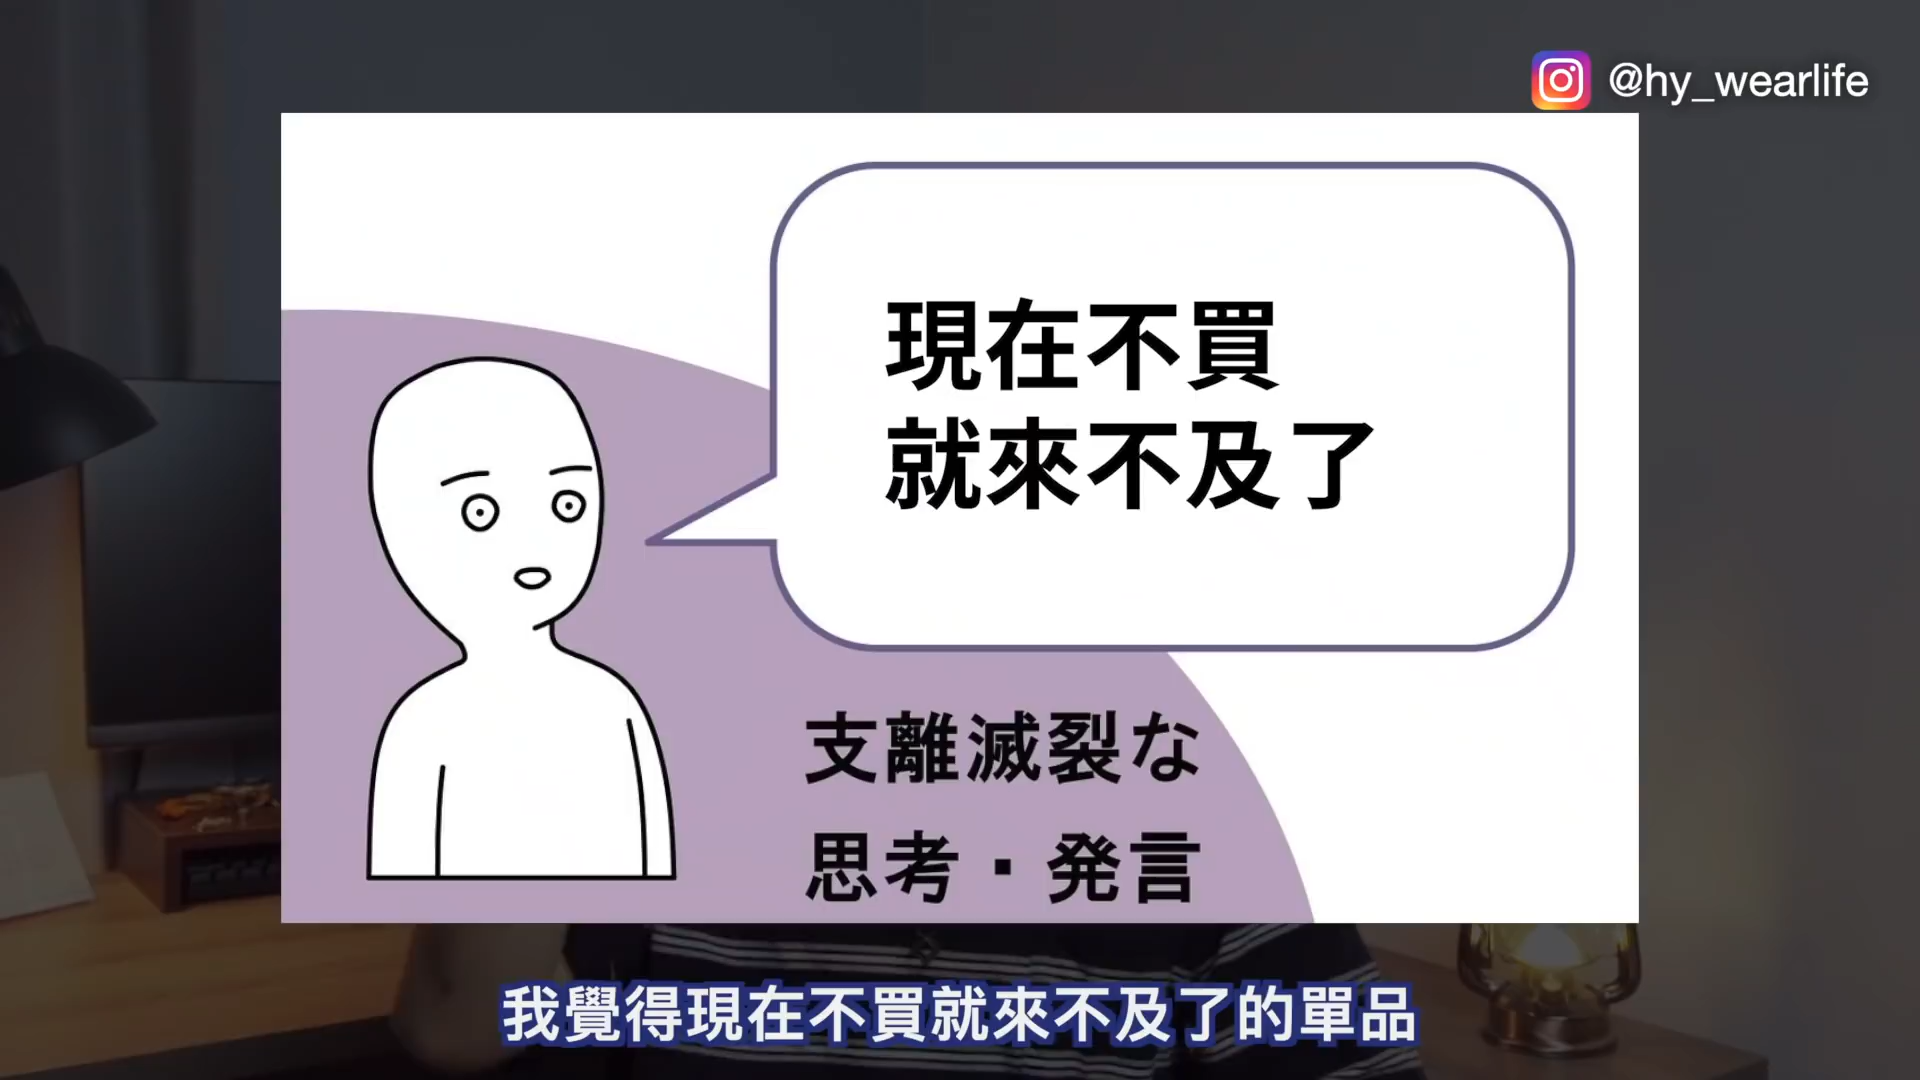 @hy_wearlife
現在不買
就來不及了
支離滅裂な
思考・発言
我覺得現在不買就來不及了的單品